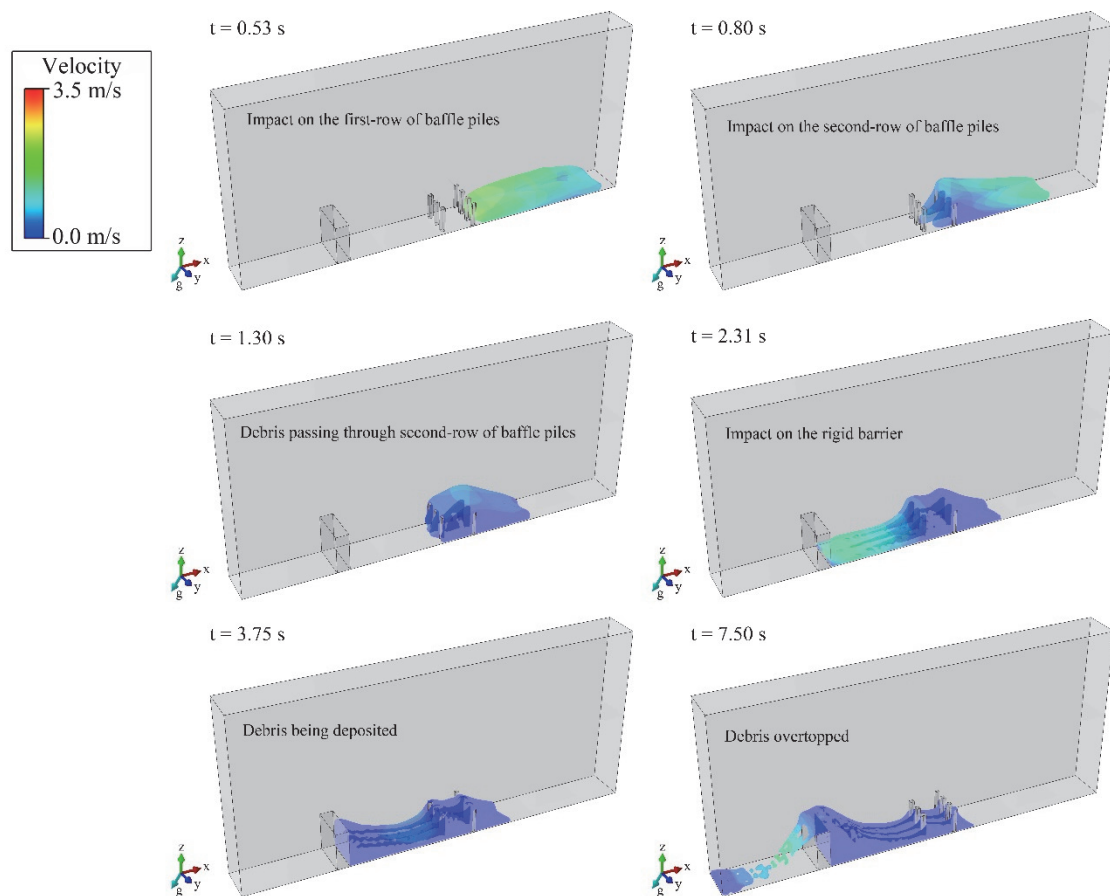 Velocity
3.5 m/s
0.0 m/s
t = 0.53 s
Impact on the first-row of baffle piles
z
x
y
g
t = 0.80 s
Impact on the second-row of baffle piles
z
x
y
g
t = 1.30 s
Debris passing through second-row of baffle piles
z
x
y
g
t = 2.31 s
Impact on the rigid barrier
z
x
y
g
t = 3.75 s
Debris being deposited
z
x
y
g
t = 7.50 s
Debris overtopped
z
x
y
g